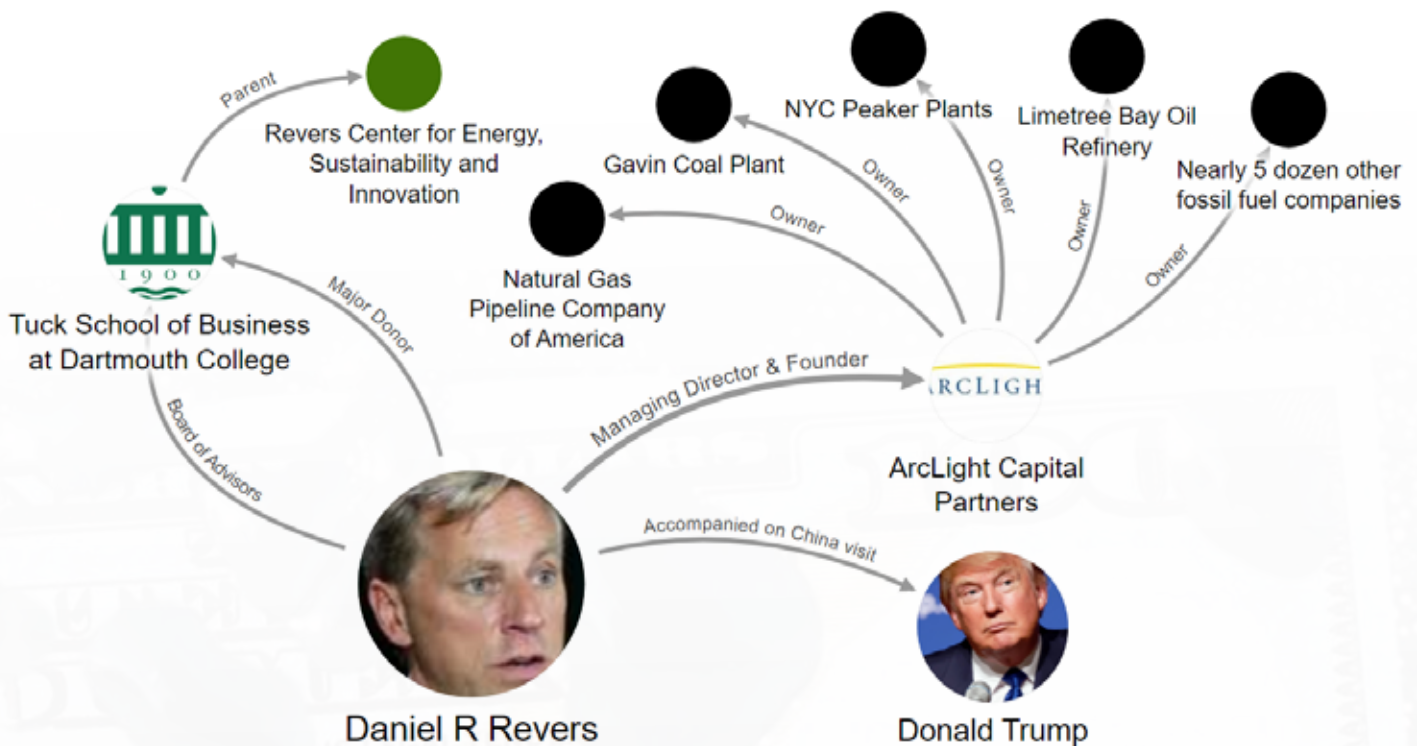 Parent
Revers Center for Energy,
Sustainability and
Innovation
NYC Peaker Plants
Limetree Bay Oil
Refinery
Gavin Coal Plant
Nearly 5 dozen other
fossil fuel companies
Owner
Owner
Owner
Owner
Owner
Natural Gas
Pipeline Company
of America
1900
Tuck School of Business
at Dartmouth College
Major Donor
Board of Advisors
Managing Director & Founder
RCLIGH
ArcLight Capital
Partners
Accompanied on China visit
Daniel R Revers
Donald Trump